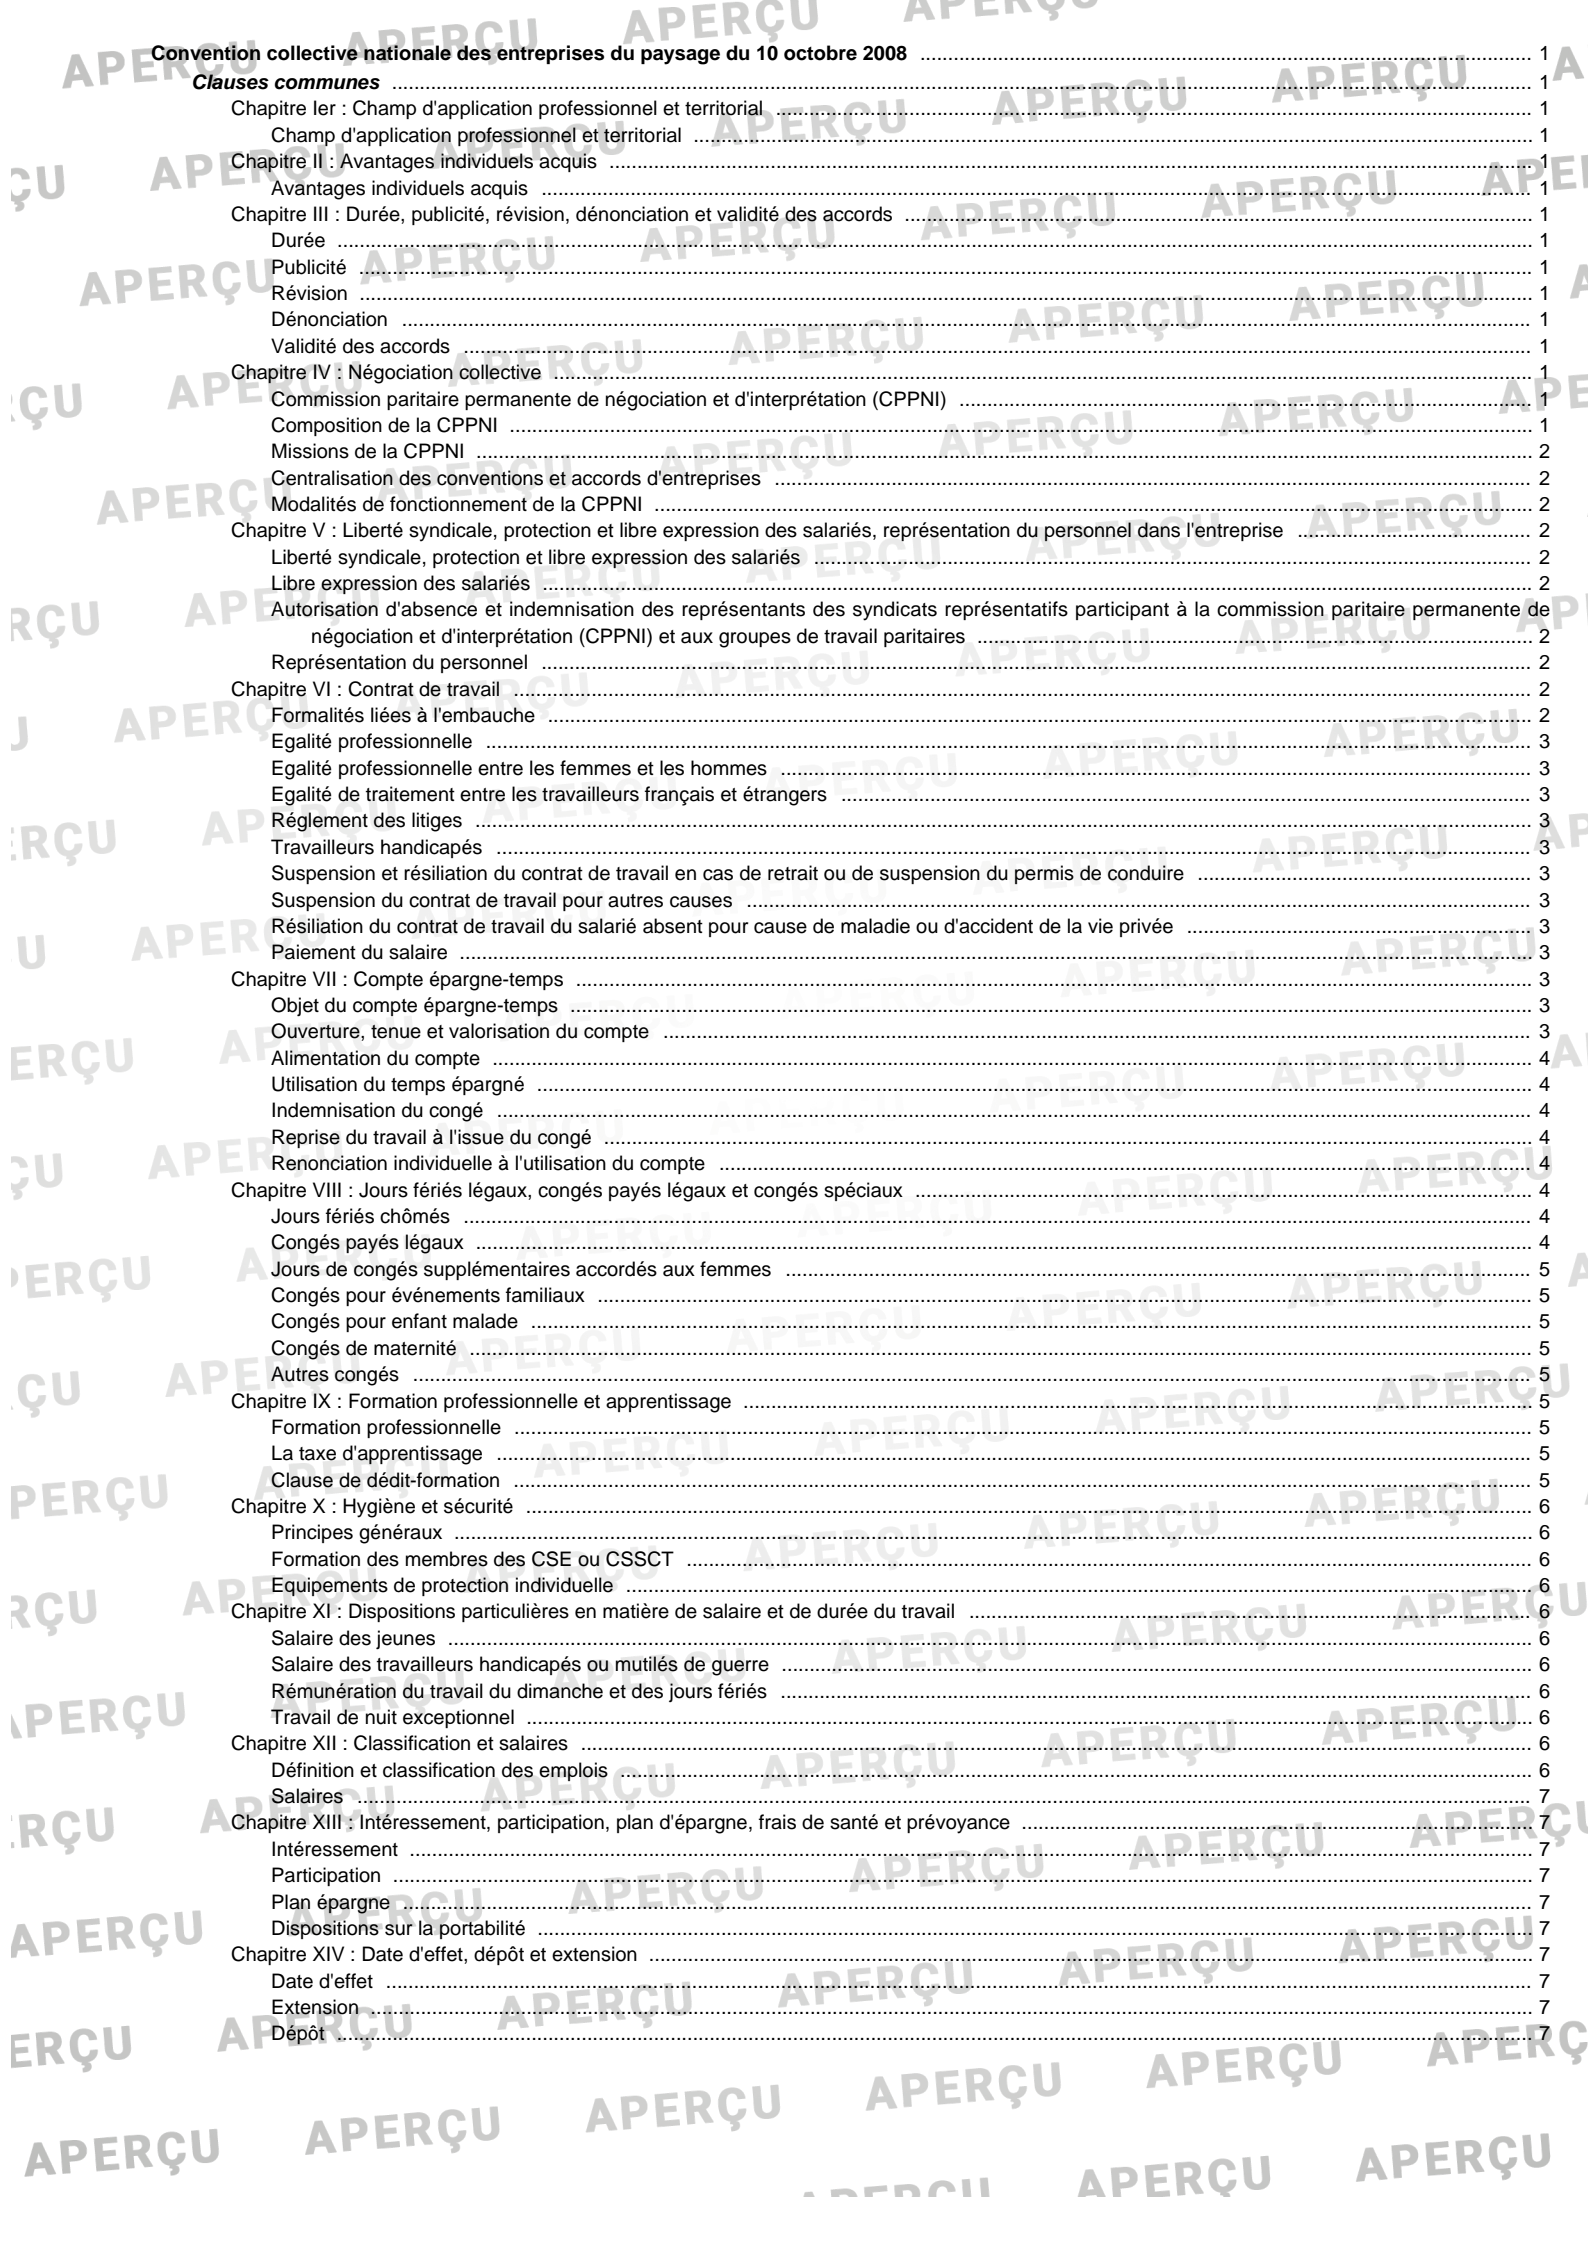 Convention collective nationale des entreprises du paysage du 10 octobre 2008 1
Clauses communes 1
Chapitre Ier : Champ d'application professionnel et territorial 1
Champ d'application professionnel et territorial 1
Chapitre II : Avantages individuels acquis 1
Avantages individuels acquis 1
Chapitre III : Durée, publicité, révision, dénonciation et validité des accords 1
Durée 1
Publicité 1
Révision 1
Dénonciation 1
Validité des accords 1
Chapitre IV : Négociation collective 1
Commission paritaire permanente de négociation et d'interprétation (CPPNI) 1
Composition de la CPPNI 1
Missions de la CPPNI 2
Centralisation des conventions et accords d'entreprises 2
Modalités de fonctionnement de la CPPNI 2
Chapitre V : Liberté syndicale, protection et libre expression des salariés, représentation du personnel dans l'entreprise 2
Liberté syndicale, protection et libre expression des salariés 2
Libre expression des salariés 2
Autorisation d'absence et indemnisation des représentants des syndicats représentatifs participant à la commission paritaire permanente de
négociation et d'interprétation (CPPNI) et aux groupes de travail paritaires 2
Représentation du personnel 2
Chapitre VI : Contrat de travail 2
Formalités liées à l'embauche 2
Egalité professionnelle 3
Egalité professionnelle entre les femmes et les hommes 3
Egalité de traitement entre les travailleurs français et étrangers 3
Réglement des litiges 3
Travailleurs handicapés 3
Suspension et résiliation du contrat de travail en cas de retrait ou de suspension du permis de conduire 3
Suspension du contrat de travail pour autres causes 3
Résiliation du contrat de travail du salarié absent pour cause de maladie ou d'accident de la vie privée 3
Paiement du salaire 3
Chapitre VII : Compte épargne-temps 3
Objet du compte épargne-temps 3
Ouverture, tenue et valorisation du compte 3
Alimentation du compte 4
Utilisation du temps épargné 4
Indemnisation du congé 4
Reprise du travail à l'issue du congé 4
Renonciation individuelle à l'utilisation du compte 4
Chapitre VIII : Jours fériés légaux, congés payés légaux et congés spéciaux 4
Jours fériés chômés 4
Congés payés légaux 4
Jours de congés supplémentaires accordés aux femmes 5
Congés pour événements familiaux 5
Congés pour enfant malade 5
Congés de maternité 5
Autres congés 5
Chapitre IX : Formation professionnelle et apprentissage 5
Formation professionnelle 5
La taxe d'apprentissage 5
Clause de dédit-formation 5
Chapitre X : Hygiène et sécurité 6
Principes généraux 6
Formation des membres des CSE ou CSSCT 6
Equipements de protection individuelle 6
Chapitre XI : Dispositions particulières en matière de salaire et de durée du travail 6
Salaire des jeunes 6
Salaire des travailleurs handicapés ou mutilés de guerre 6
Rémunération du travail du dimanche et des jours fériés 6
Travail de nuit exceptionnel 6
Chapitre XII : Classification et salaires 6
Définition et classification des emplois 6
Salaires 7
Chapitre XIII : Intéressement, participation, plan d'épargne, frais de santé et prévoyance 7
Intéressement 7
Participation 7
Plan épargne 7
Dispositions sur la portabilité 7
Chapitre XIV : Date d'effet, dépôt et extension 7
Date d'effet 7
Extension 7
Dépôt 7
APERÇU